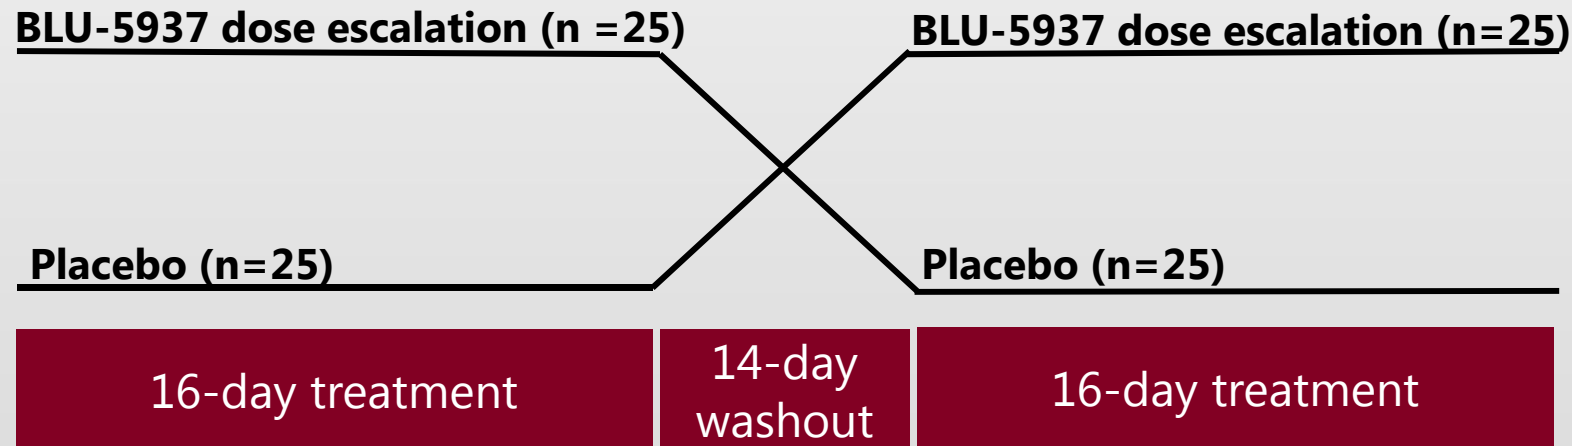 BLU-5937 dose escalation (n =25)
BLU-5937 dose escalation (n=25)
Placebo (n=25)
Placebo (n=25)
16-day treatment
14-day
washout
16-day treatment